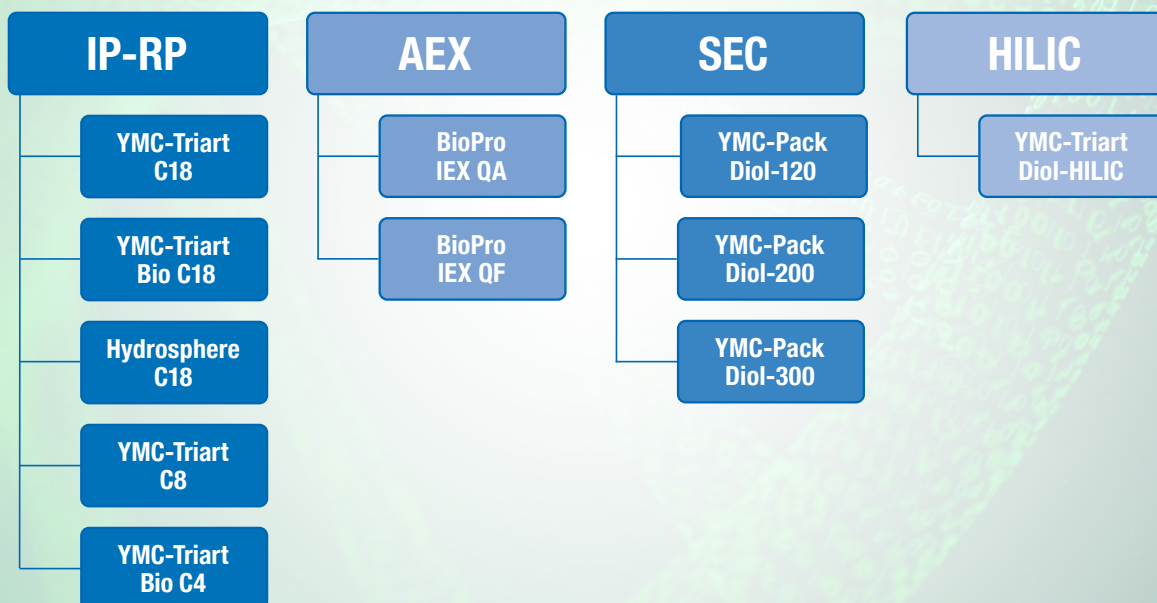 IP-RP
YMC-Triart
C18
YMC-Triart
Bio C18
Hydrosphere
C18
YMC-Triart
C8
YMC-Triart
Bio C4
AEX
BioPro
IEX QA
BioPro
IEX QF
SEC
YMC-Pack
Diol-120
YMC-Pack
Diol-200
YMC-Pack
Diol-300
HILIC
YMC-Triart
Diol-HILIC